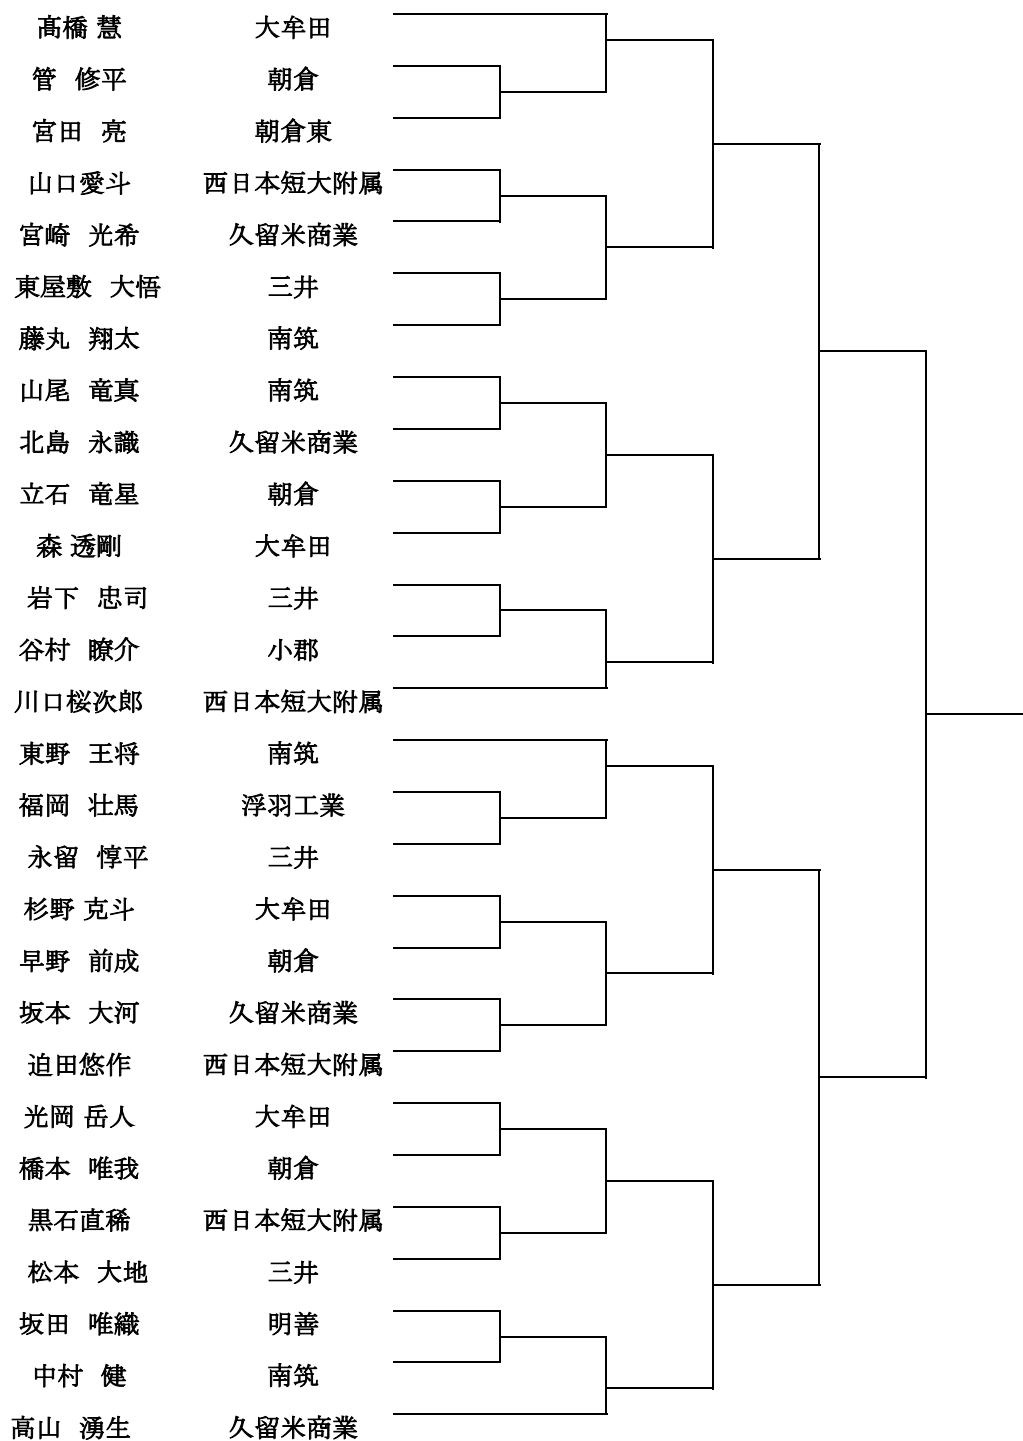 髙橋 慧 大牟田
管 修平 朝倉
宮田 亮 朝倉東
山口愛斗 西日本短大附属
宮崎 光希 久留米商業
東屋敷 大悟 三井
藤丸 翔太 南筑
山尾 竜真 南筑
北島 永識 久留米商業
立石 竜星 朝倉
森 透剛 大牟田
岩下 忠司 三井
谷村 瞭介 小郡
川口桜次郎 西日本短大附属
東野 王将 南筑
福岡 壮馬 浮羽工業
永留 惇平 三井
杉野 克斗 大牟田
早野 前成 朝倉
坂本 大河 久留米商業
迫田悠作 西日本短大附属
光岡 岳人 大牟田
橋本 唯我 朝倉
黒石直稀 西日本短大附属
松本 大地 三井
坂田 唯織 明善
中村 健 南筑
高山 湧生 久留米商業